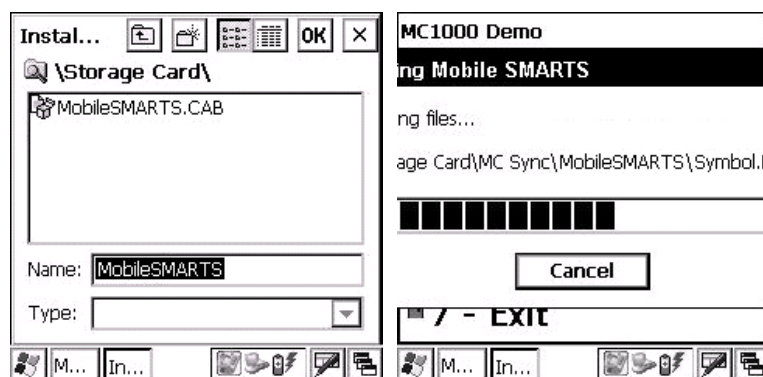 Instal... OK
\Storage Card\
MobileSMARTS.CAB
Name: MobileSMARTS
Type:
M... In...
MC1000 Demo
ing Mobile SMARTS
ng files...
age Card\MC Sync\MobileSMARTS\Symbol.
Cancel
7 - Exit
M... In...